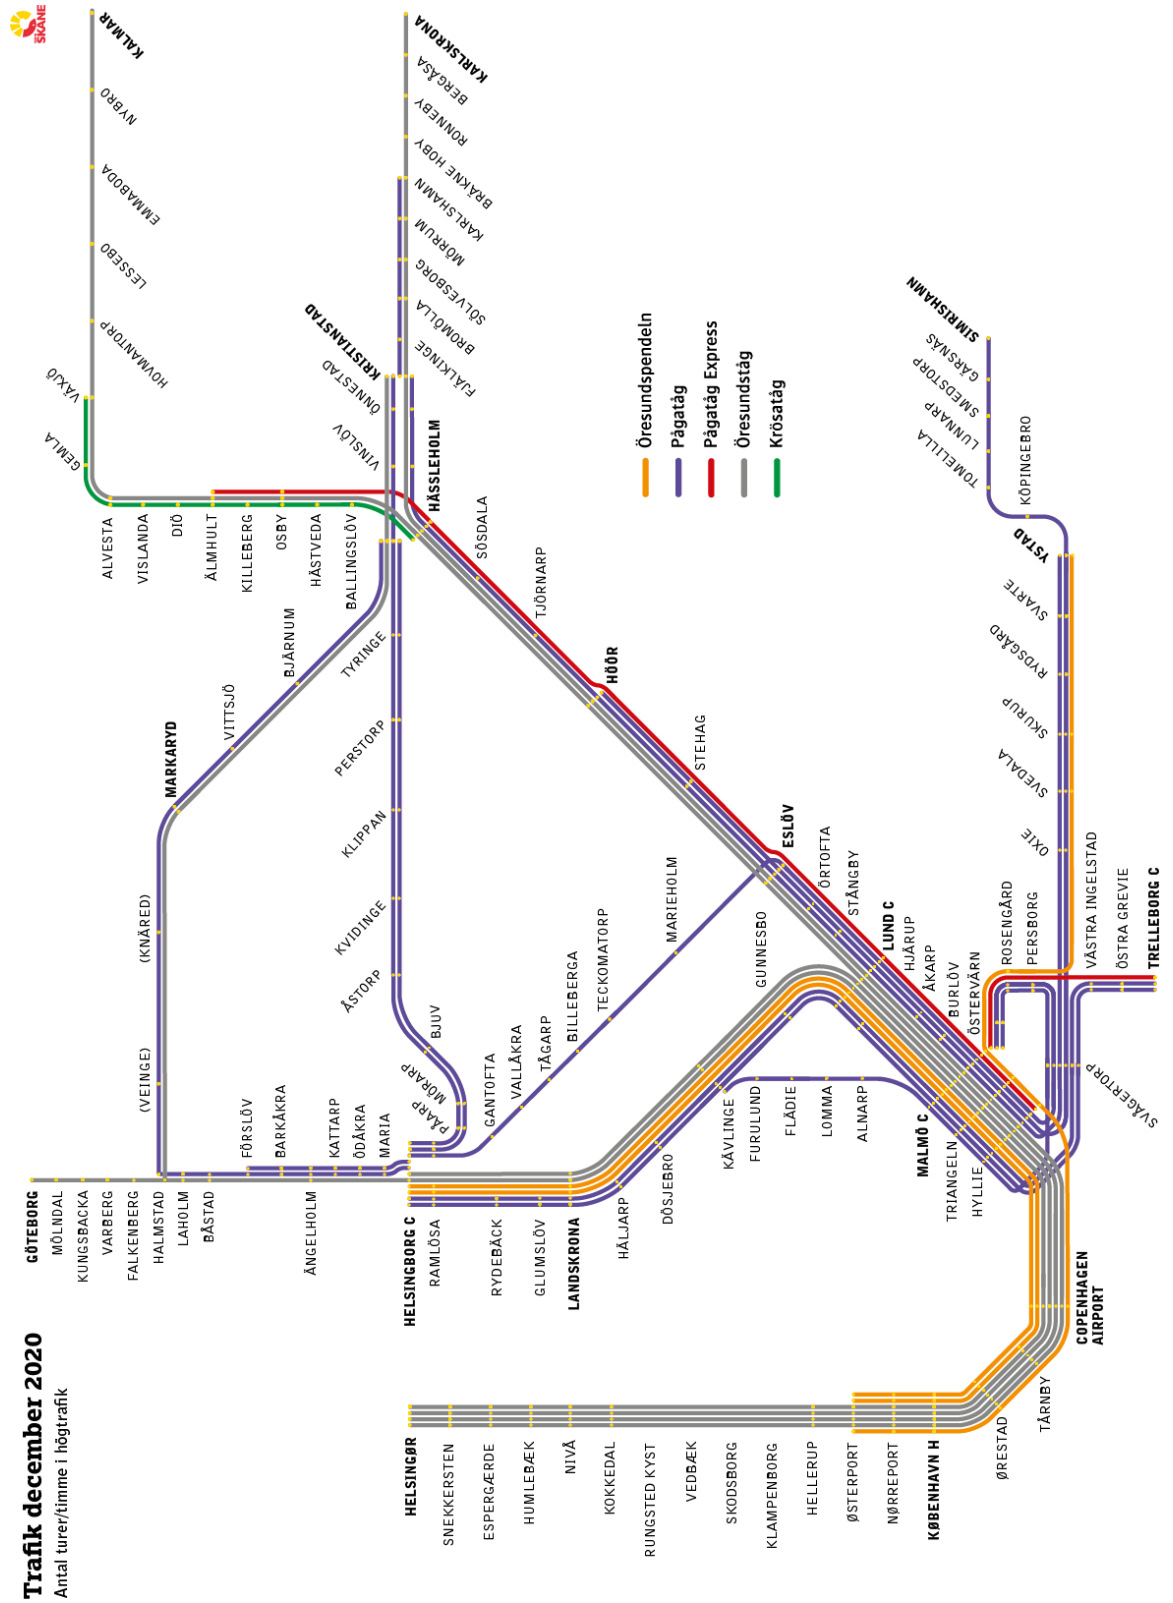 Trafik december 2020
Antal turer/timme i högtrafik
SKÅNE
GÖTEBORG
MÖLNDAL
KUNGSBACKA
VARBERG
FALKENBERG
HALMSTAD
LAHOLM
BÅSTAD
ÄNGELHOLM
FÖRSLÖV
BARKÅKRA
KATTARP
ÖDÅKRA
MARIA
(VEINGE)
(KNÄRED)
MARKARYD
VITTSJÖ
BJÄRNUM
HELSINGBORG C
RAMLÖSA
RYDEBÄCK
GLUMSLÖV
LANDSKRONA
HÄLJARP
DÖSJEBRO
KÄVLINGE
FURULUND
FLÄDIE
LOMMA
ALNARP
GUNNESBO
PÅARP
MÖRARP
BJUV
ÅSTORP
KVIDINGE
KLIPPAN
PERSTORP
TYRINGE
GANTOFTA
VALLÅKRA
TÅGARP
BILLEBERGA
TECKOMATORP
MARIEHOLM
KALMAR
NYBRO
EMMABODA
LESSEBO
HOVMANTORP
VÄXJÖ
GEMLA
ALVESTA
VISLANDA
DIÖ
ÄLMHULT
KILLEBERG
OSBY
HÄSTVEDA
BALLINGSLÖV
KARLSKRONA
BERGÅSA
RONNEBY
BRÄKNE HOBY
KARLSHAMN
MÖRRUM
SÖLVESBORG
BROMÖLLA
FJÄLKINGE
KRISTIANSTAD
ÖNNESTAD
VINSLÖV
HÄSSLEHOLM
SÖSDALA
TJÖRNARP
HÖÖR
STEHAG
ESLÖV
ÖRTOFTA
STÅNGBY
LUND C
HJÄRUP
ÅKARP
BURLÖV
ÖSTERVÄRN
ROSENGÅRD
PERSBORG
MALMÖ C
TRIANGELN
HYLLIE
SVÅGERTORP
VÄSTRA INGELSTAD
ÖSTRA GREVIE
TRELLEBORG C
OXIE
SVEDALA
SKURUP
RYDSGÅRD
SVARTE
YSTAD
KÖPINGEBRO
TOMELILLA
LUNNARP
SMEDSTORP
GÄRSNÄS
SIMRISHAMN
Öresundspendeln
Pågatåg
Pågatåg Express
Öresundståg
Krösatåg
HELSINGØR
SNEKKERSTEN
ESPERGÆRDE
HUMLEBÆK
NIVÅ
KOKKEDAL
RUNGSTED KYST
VEDBÆK
SKODSBORG
KLAMPENBORG
HELLERUP
ØSTERPORT
NØRREPORT
KØBENHAVN H
ØRESTAD
TÅRNBY
COPENHAGEN
AIRPORT